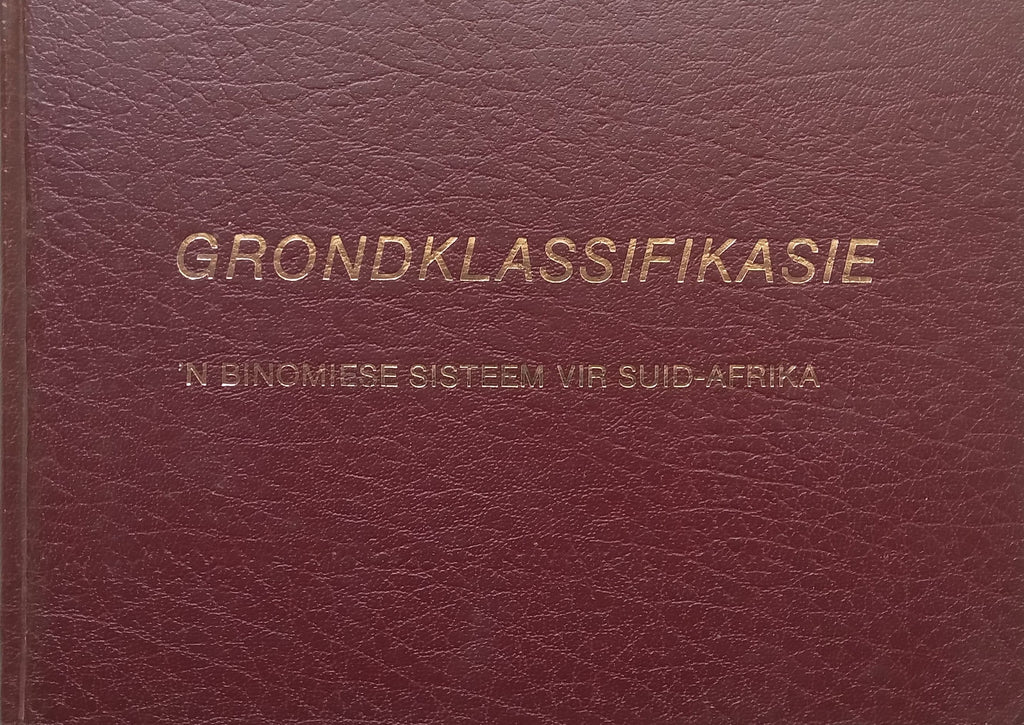 GRONDKLASSIFIKASIE
'N BINOMIESE SISTEEM VIR SUID-AFRIKA